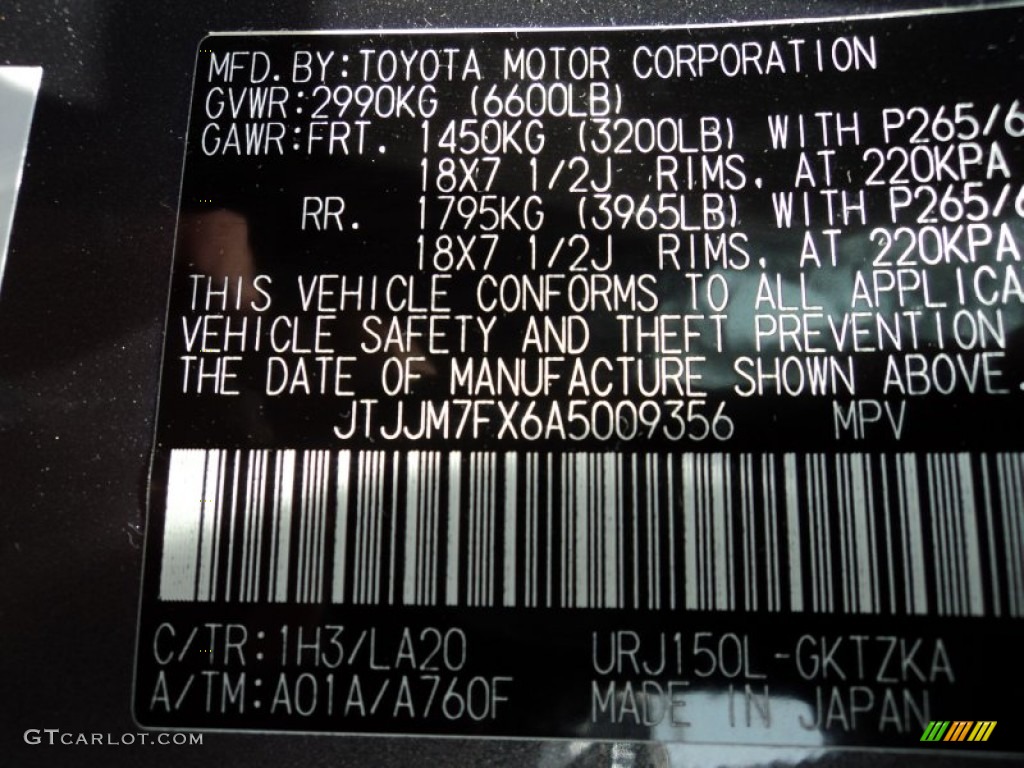 MFD. BY: TOYOTA MOTOR CORPORATION
GVWR: 2990KG (6600LB)
GAWR: FRT. 1450KG (3200LB) WITH P265/6
18X7 1/2J RIMS, AT 220KPA
RR. 1795KG (3965LB) WITH P265/6
18X7 1/2J RIMS, AT 220KPA
THIS VEHICLE CONFORMS TO ALL APPLICA
VEHICLE SAFETY AND THEFT PREVENTION
THE DATE OF MANUFACTURE SHOWN ABOVE.
JTJJM7FX6A5009356 MPV
C/TR: 1H3/LA20 URJ150L-GKTZKA
A/TM: A01A/A760F MADE IN JAPAN
GTCARLOT.COM